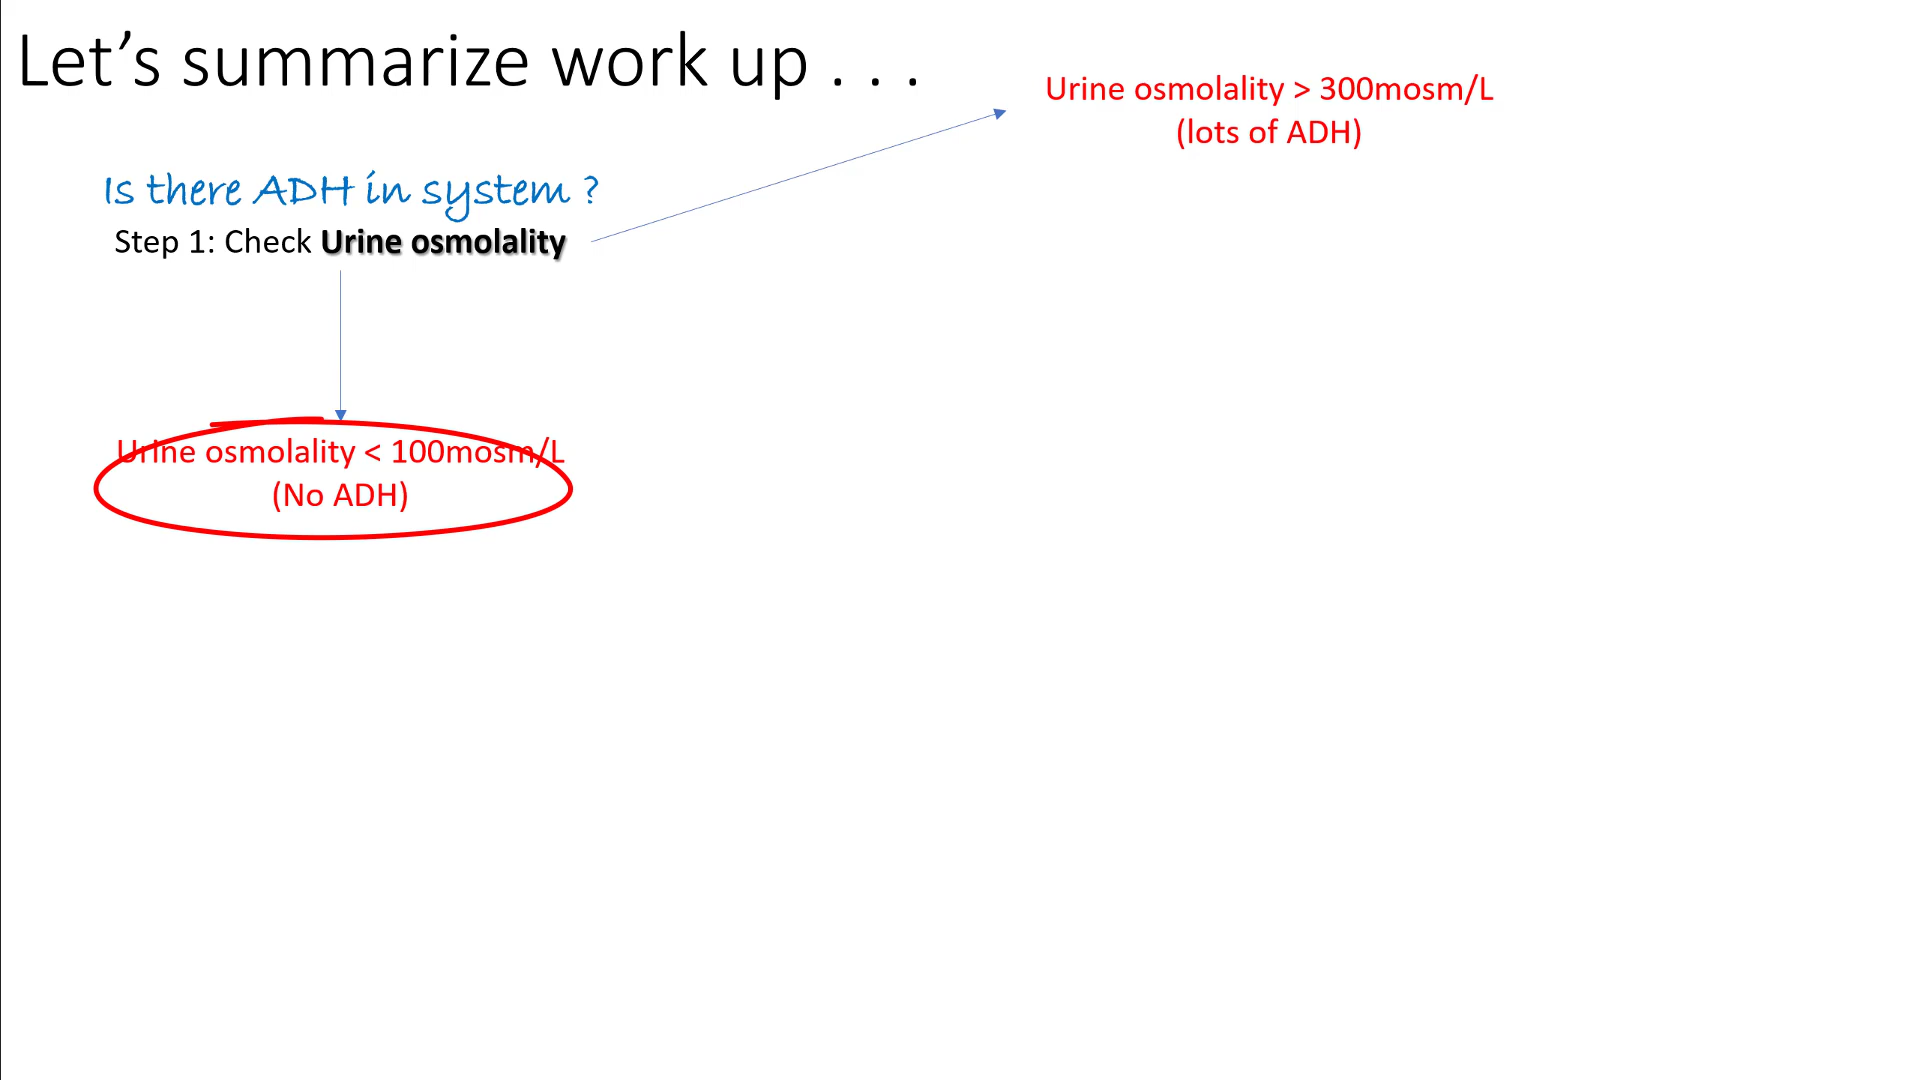 Let’s summarize work up . . .
Urine osmolality > 300mosm/L
(lots of ADH)
Is there ADH in system ?
Step 1: Check Urine osmolality
Urine osmolality < 100mosm/L
(No ADH)